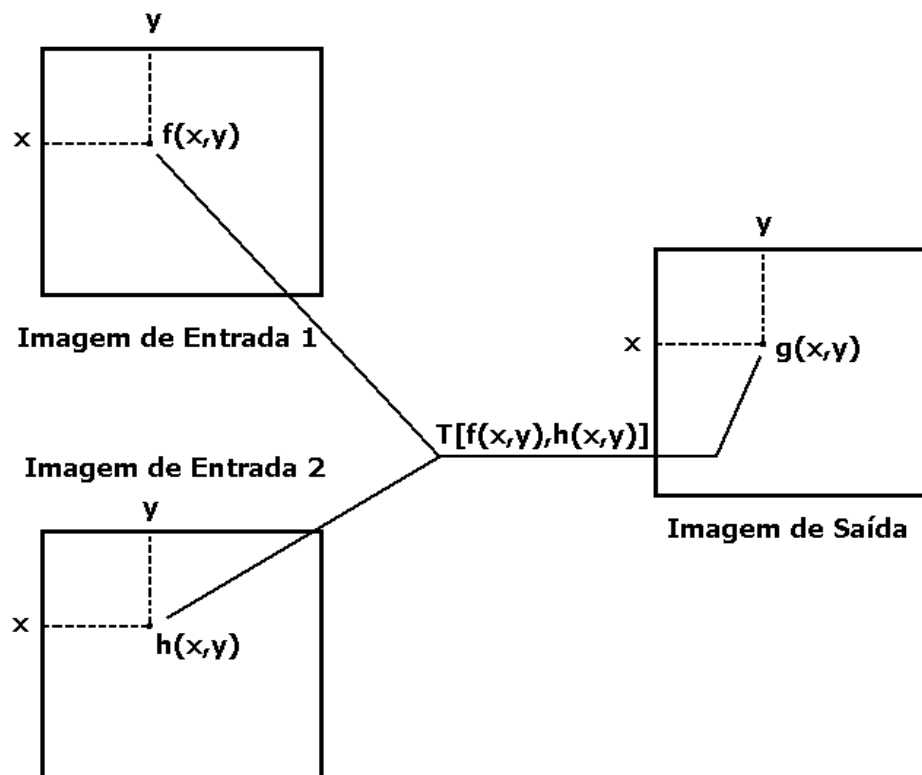 y
x
f(x,y)
Imagem de Entrada 1
Imagem de Entrada 2
y
x
h(x,y)
T[f(x,y),h(x,y)]
y
x
g(x,y)
Imagem de Saída